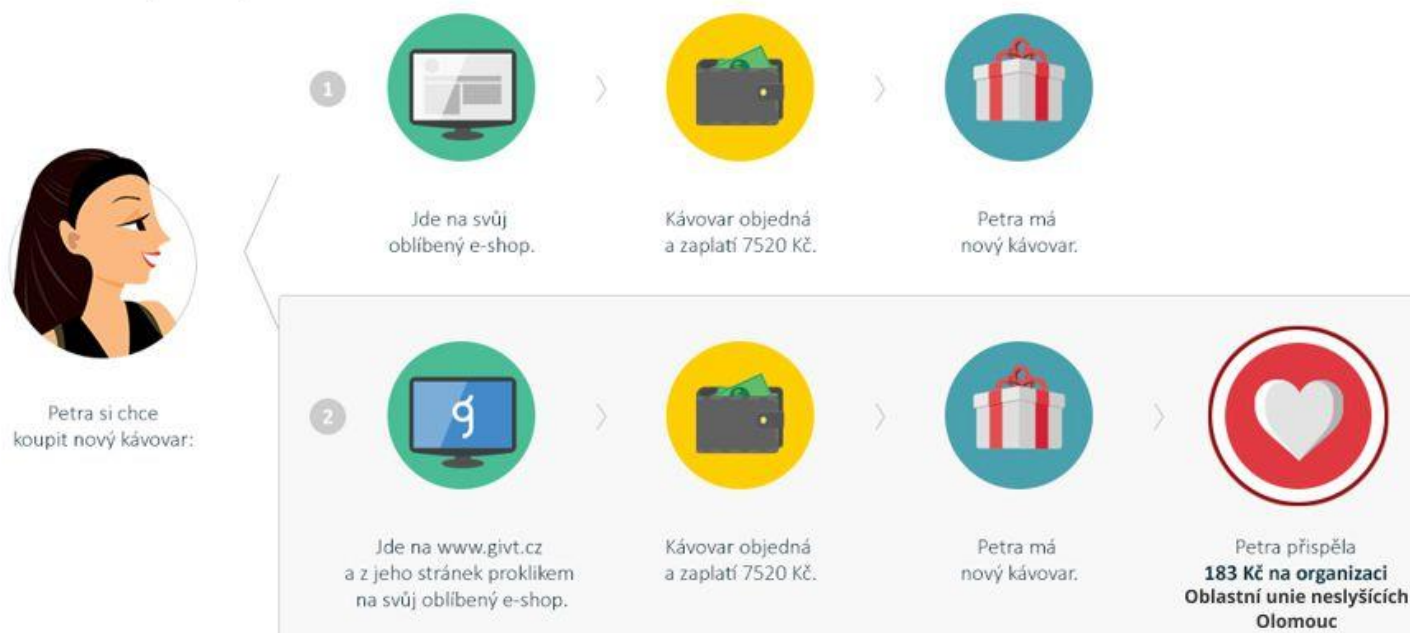 1
Jde na svůj
oblíbený e-shop.
Kávovar objedná
a zaplatí 7520 Kč.
Petra má
nový kávovar.
Petra si chce
koupit nový kávovar:
2
g
Jde na www.givt.cz
a z jeho stránek proklikem
na svůj oblíbený e-shop.
Kávovar objedná
a zaplatí 7520 Kč.
Petra má
nový kávovar.
Petra přispěla
183 Kč na organizaci
Oblastní unie neslyšících
Olomouc